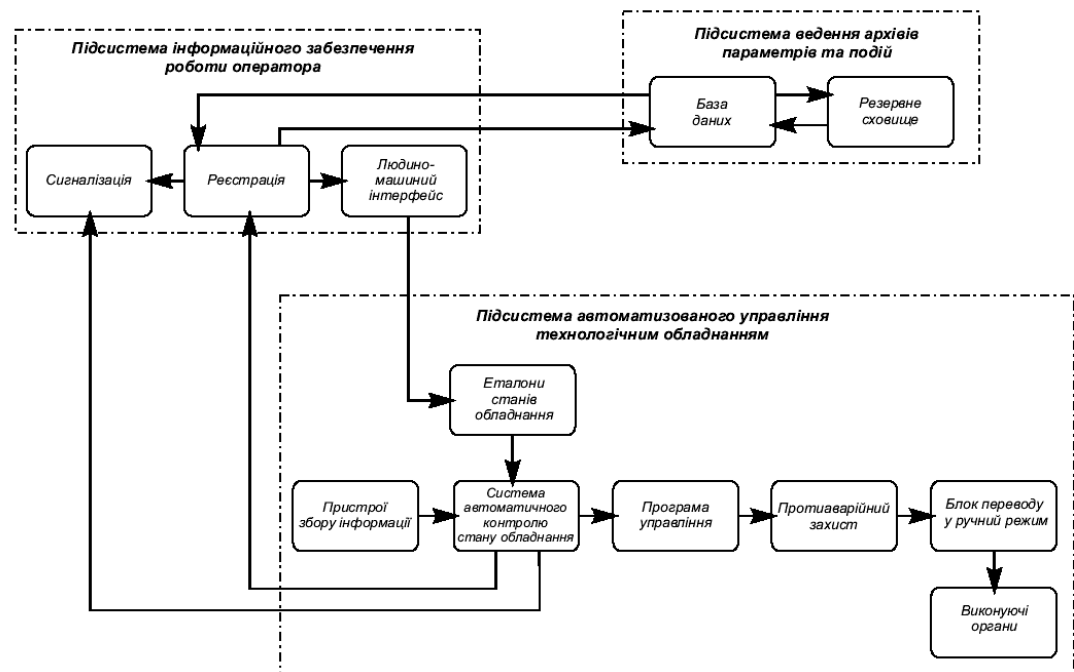 Підсистема інформаційного забезпечення
роботи оператора
Підсистема ведення архівів
параметрів та подій
База
даних
Резервне
сховище
Сигналізація
Реєстрація
Людино-
машиний
інтерфейс
Підсистема автоматизованого управління
технологічним обладнанням
Еталони
станів
обладнання
Пристрої
збору інформації
Система
автоматичного
контролю
стану обладнання
Програма
управління
Протиаварійний
захист
Блок переводу
у ручний режим
Виконуючі
органи